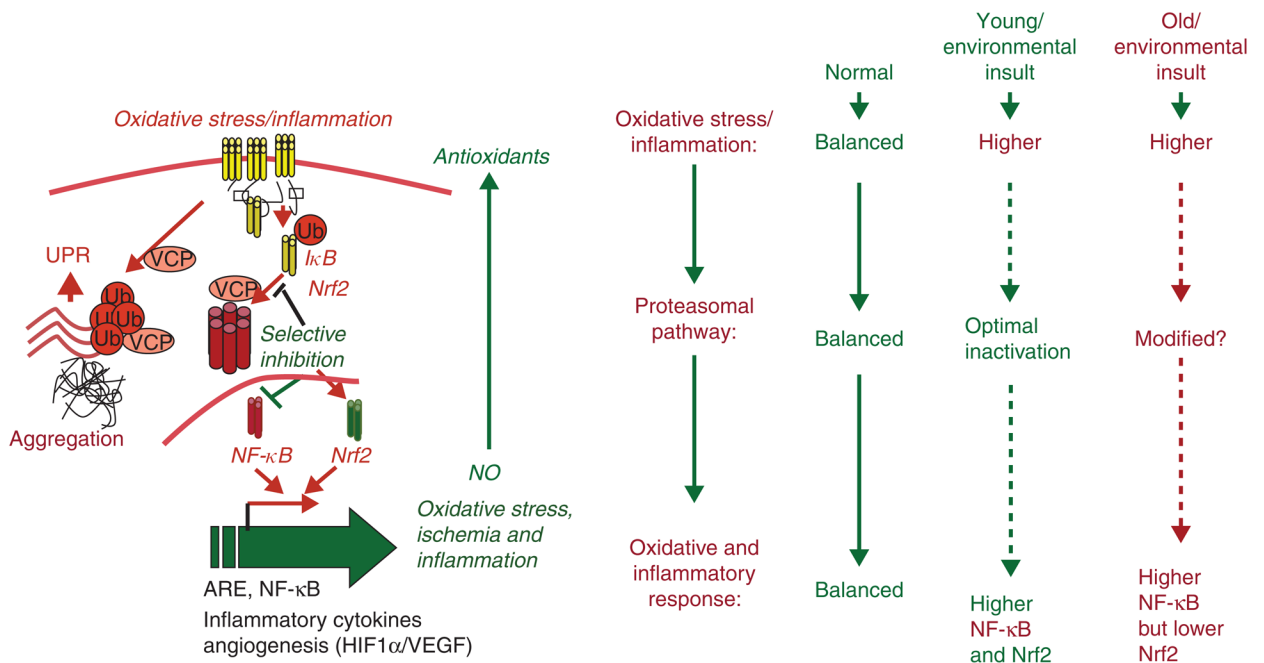 Oxidative stress/inflammation
Antioxidants
Ub
VCP
UPR
IκB
VCP
Nrf2
Ub
U
Ub
Ub
VCP
Selective
inhibition
Aggregation
NF-κB
Nrf2
NO
Oxidative stress,
ischemia and
inflammation
ARE, NF-κB
Inflammatory cytokines
angiogenesis (HIF1α/VEGF)
Normal
Young/
environmental
insult
Old/
environmental
insult
Oxidative stress/
inflammation:
Balanced
Higher
Higher
Proteasomal
pathway:
Balanced
Optimal
inactivation
Modified?
Oxidative and
inflammatory
response:
Balanced
Higher
NF-κB
and Nrf2
Higher
NF-κB
but lower
Nrf2